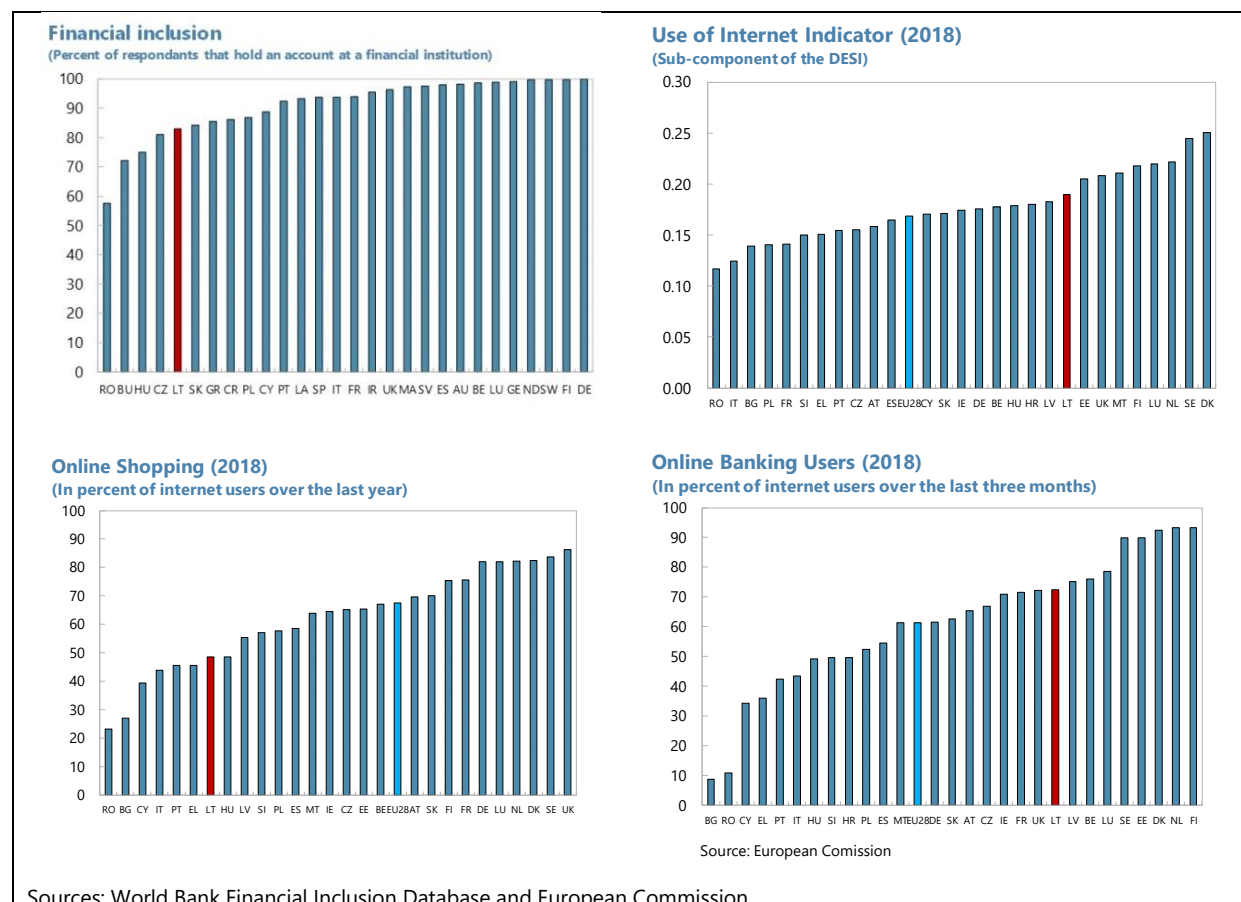 Financial inclusion
(Percent of respondants that hold an account at a financial institution)
100
90
80
70
60
50
40
30
20
10
0
RO BU HU CZ LT SK GR CR PL CY PT LA SP IT FR IR UK MA SV ES AU BE LU GE ND SW FI DE
Use of Internet Indicator (2018)
(Sub-component of the DESI)
0.30
0.25
0.20
0.15
0.10
0.05
0.00
RO IT BG PL FR SI EL PT CZ AT ES EU28 CY SK IE DE BE HU HR LV LT EE UK MT FI LU NL SE DK
Online Shopping (2018)
(In percent of internet users over the last year)
100
90
80
70
60
50
40
30
20
10
0
RO BG CY IT PT EL LT HU LV SI PL ES MT IE CZ EE BE EU28 AT SK FI FR DE LU NL DK SE UK
Online Banking Users (2018)
(In percent of internet users over the last three months)
100
90
80
70
60
50
40
30
20
10
0
BG RO CY EL PT IT HU SI HR PL ES MT EU28 DE SK AT CZ IE FR UK LT LV BE LU SE EE DK NL FI
Source: European Comission
Sources: World Bank Financial Inclusion Database and European Commission